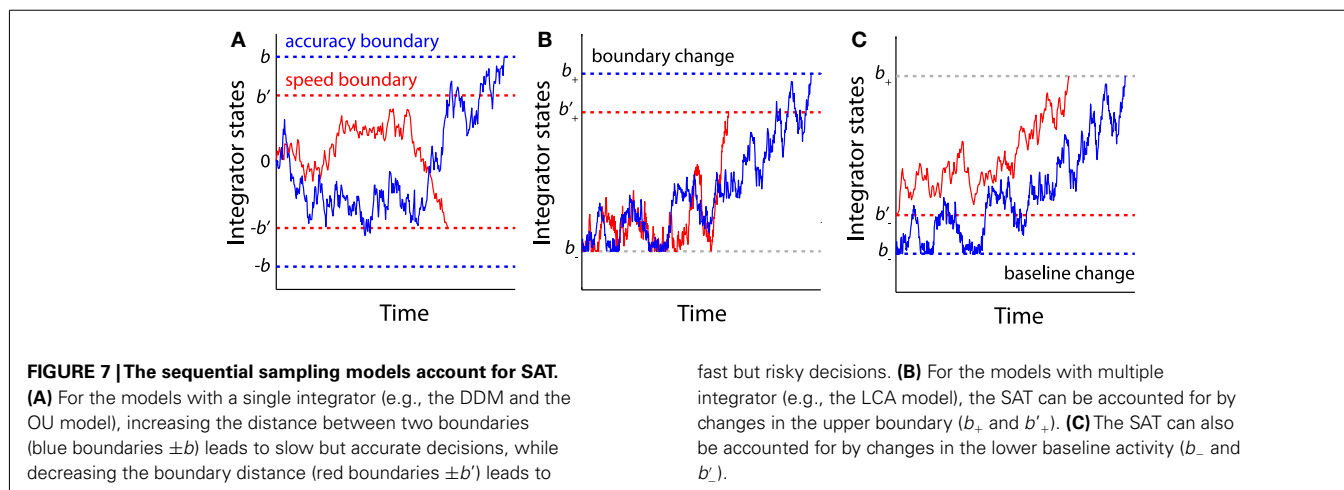 A
b
accuracy boundary
speed boundary
b'
0
-b'
-b
Integrator states
Time
B
boundary change
b+
b'+
b-
Integrator states
Time
C
b+
b'-
b-
baseline change
Integrator states
Time
FIGURE 7 | The sequential sampling models account for SAT.
(A) For the models with a single integrator (e.g., the DDM and the
OU model), increasing the distance between two boundaries
(blue boundaries ±b) leads to slow but accurate decisions, while
decreasing the boundary distance (red boundaries ±b') leads to
fast but risky decisions. (B) For the models with multiple
integrator (e.g., the LCA model), the SAT can be accounted for by
changes in the upper boundary (b+ and b'+). (C) The SAT can also
be accounted for by changes in the lower baseline activity (b− and
b′−).